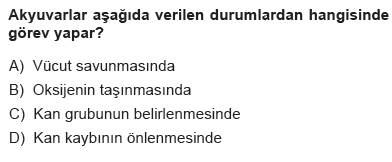 Akyuvarlar aşağıda verilen durumlardan hangisinde
görev yapar?
A) Vücut savunmasında
B) Oksijenin taşınmasında
C) Kan grubunun belirlenmesinde
D) Kan kaybının önlenmesinde